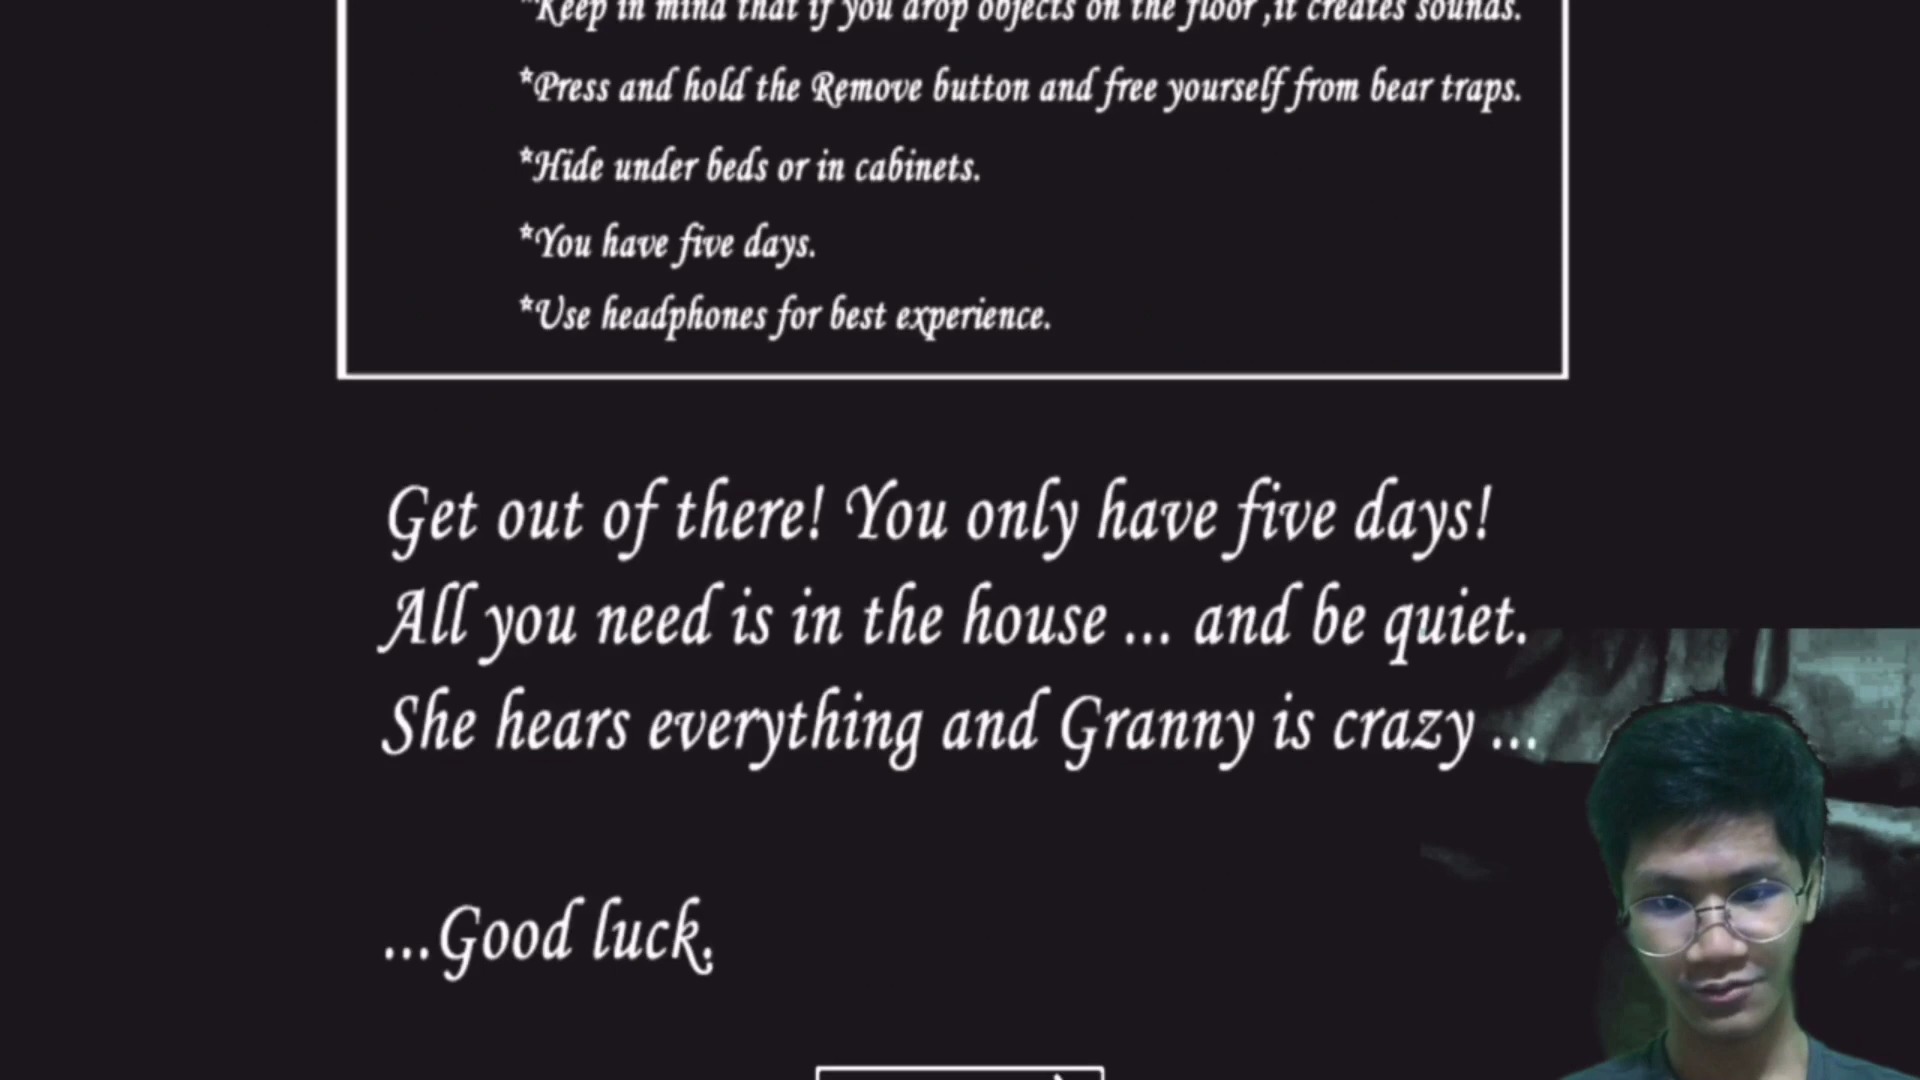 *Keep in mind that if you drop objects on the floor ,it creates sounds.
*Press and hold the Remove button and free yourself from bear traps.
*Hide under beds or in cabinets.
*You have five days.
*Use headphones for best experience.
Get out of there! You only have five days!
All you need is in the house ... and be quiet.
She hears everything and Granny is crazy ...
...Good luck.